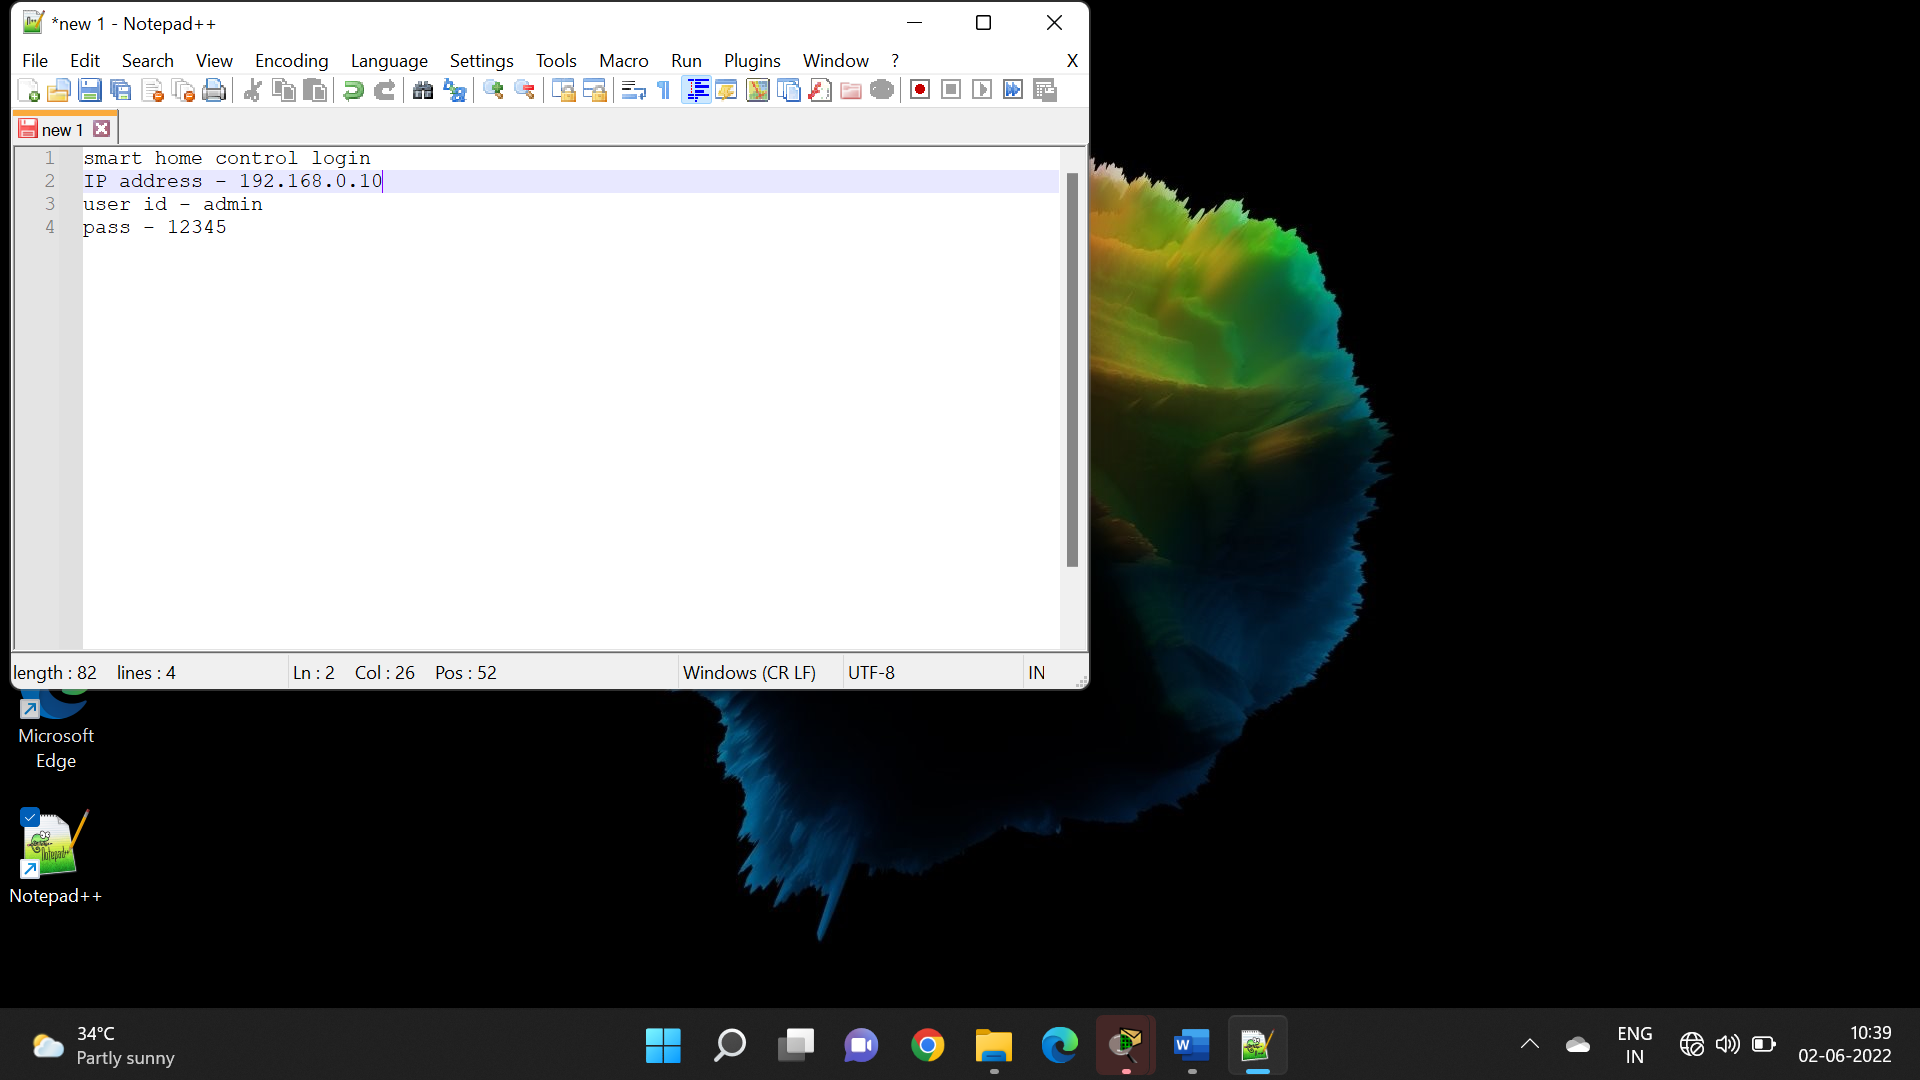 *new 1 - Notepad++
File Edit Search View Encoding Language Settings Tools Macro Run Plugins Window ? X
new 1
1 smart home control login
2 IP address - 192.168.0.10
3 user id - admin
4 pass - 12345
length : 82 lines : 4 Ln : 2 Col : 26 Pos : 52 Windows (CR LF) UTF-8 IN
Microsoft
Edge
Notepad++
34°C
Partly sunny
ENG
IN
10:39
02-06-2022